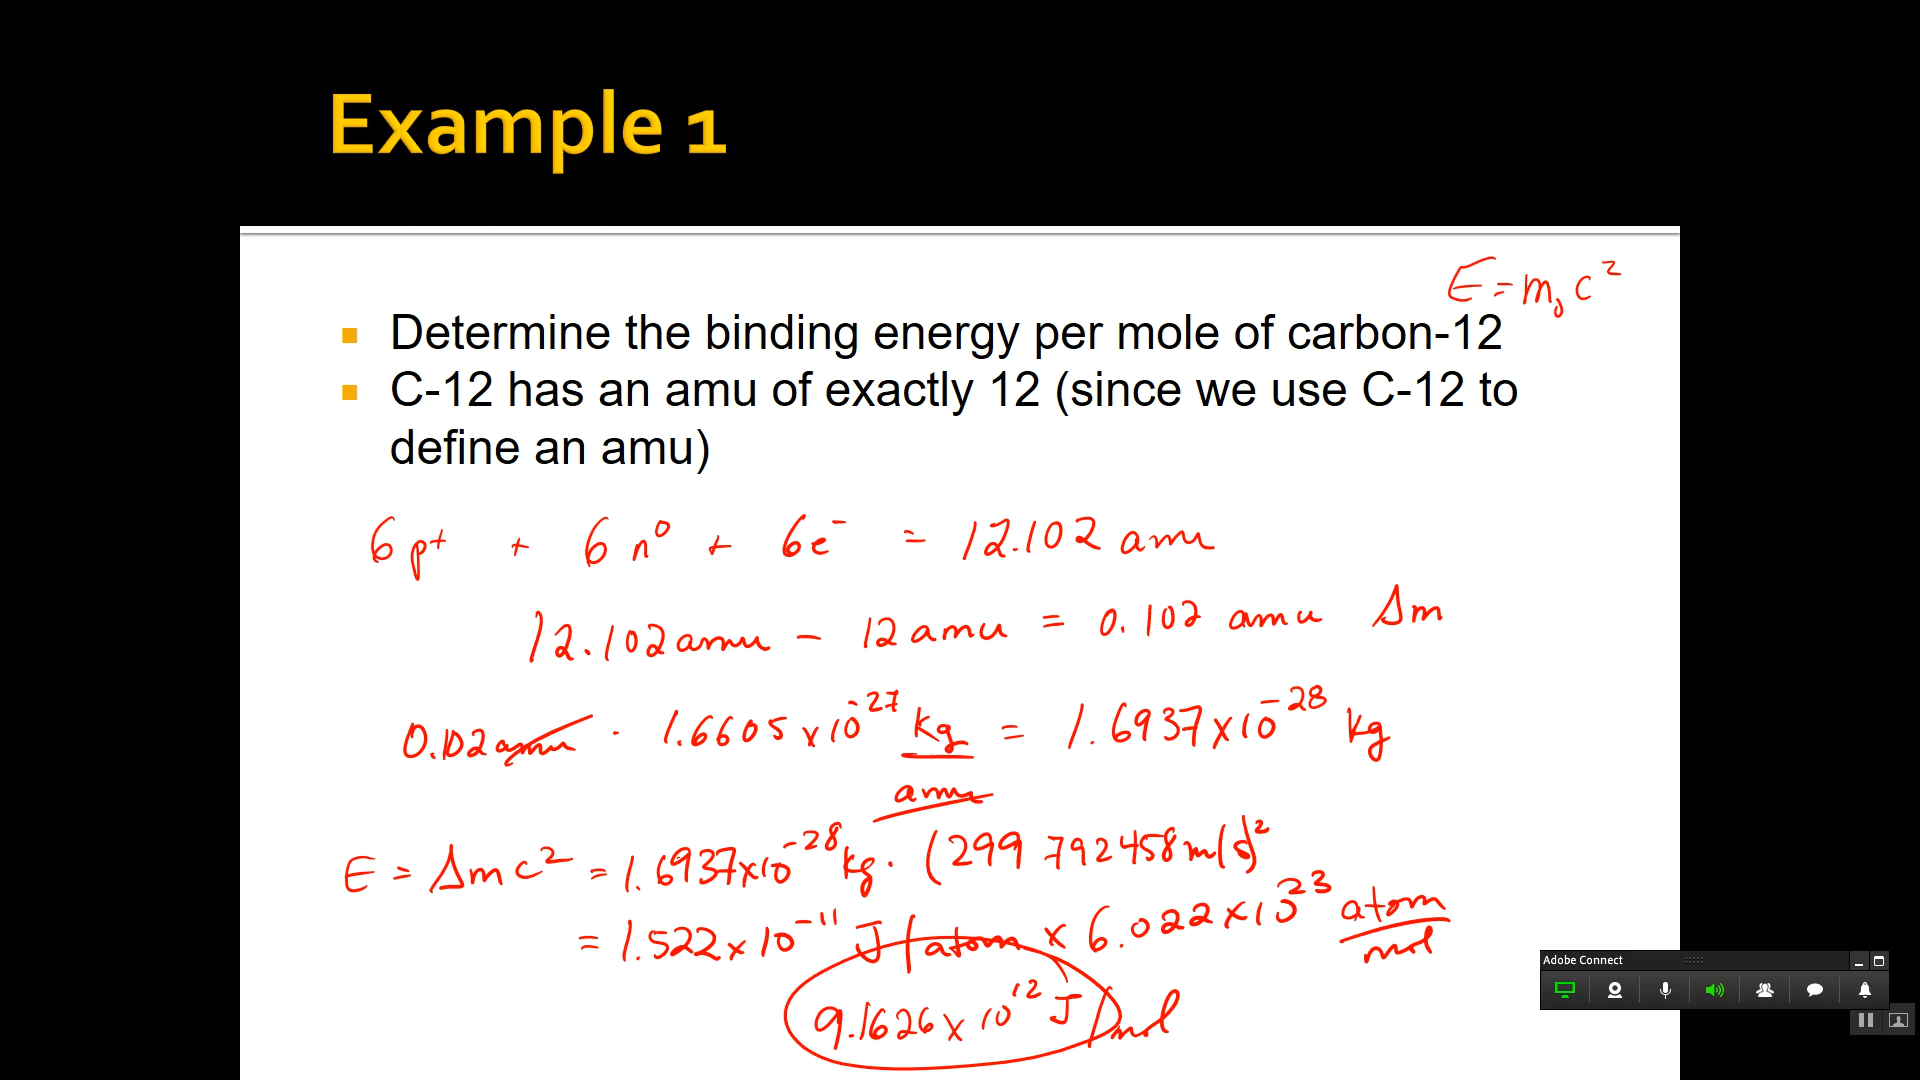 Example 1
E = m₀c²
Determine the binding energy per mole of carbon-12
C-12 has an amu of exactly 12 (since we use C-12 to
define an amu)
6 p⁺ + 6 n⁰ + 6e⁻ = 12.102 amu
12.102 amu - 12 amu = 0.102 amu Δm
0.102 amu · 1.6605 x 10⁻²⁷ kg = 1.6937 x 10⁻²⁸ kg
amu
E = Δmc² = 1.6937x10⁻²⁸ kg · (299 792458 m/s)²
= 1.522 x 10⁻¹¹ J/atom x 6.022 x 10²³ atom
mol
9.1626 x 10¹² J/mol
Adobe Connect